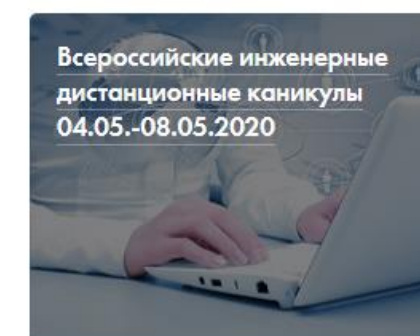 Всероссийские инженерные
дистанционные каникулы
04.05.-08.05.2020